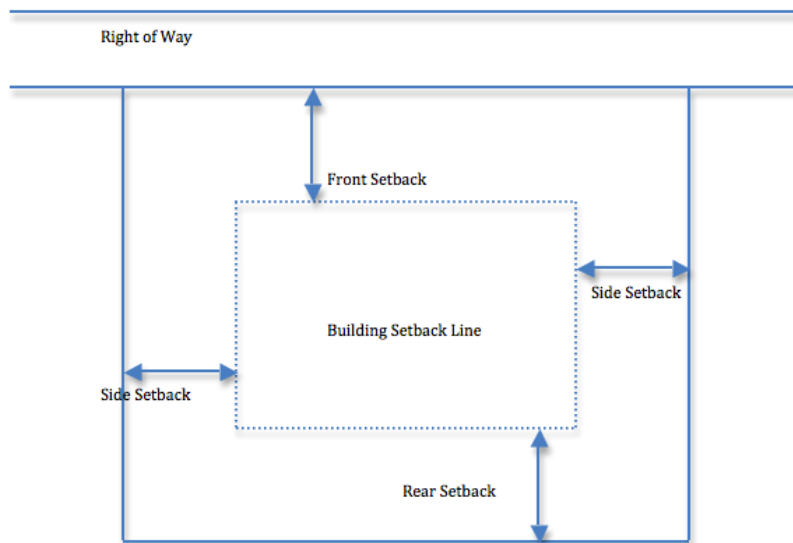 Right of Way
Front Setback
Side Setback
Building Setback Line
Side Setback
Rear Setback